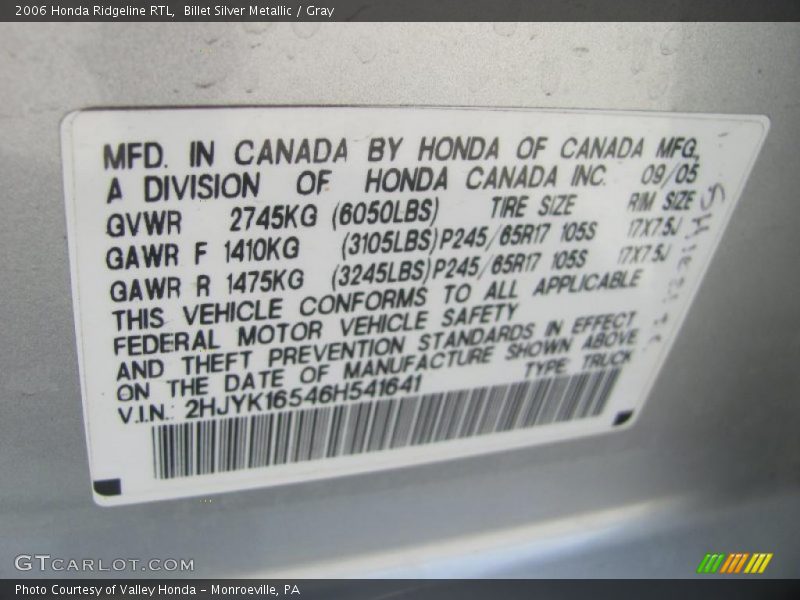 2006 Honda Ridgeline RTL, Billet Silver Metallic / Gray
MFD. IN CANADA BY HONDA OF CANADA MFG.,
A DIVISION OF HONDA CANADA INC. 09/05
GVWR 2745KG (6050LBS) TIRE SIZE RIM SIZE
GAWR F 1410KG (3105LBS) P245/65R17 105S 17X7.5J
GAWR R 1475KG (3245LBS) P245/65R17 105S 17X7.5J
THIS VEHICLE CONFORMS TO ALL APPLICABLE
FEDERAL MOTOR VEHICLE SAFETY
AND THEFT PREVENTION STANDARDS IN EFFECT
ON THE DATE OF MANUFACTURE SHOWN ABOVE
V.I.N.: 2HJYK16546H541641 TYPE: TRUCK
GTCARLOT.COM
Photo Courtesy of Valley Honda - Monroeville, PA